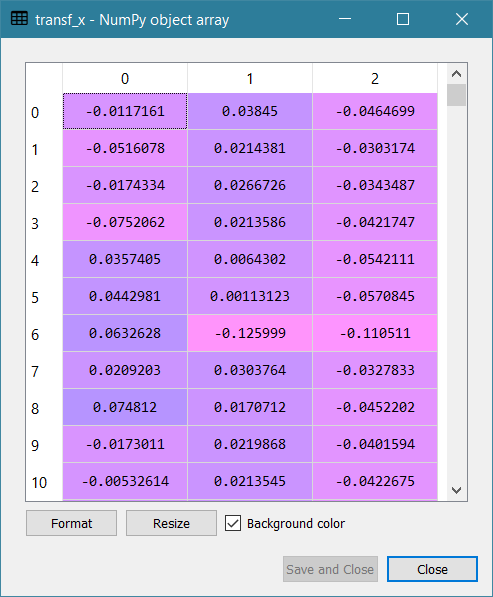 transf_x - NumPy object array
0 1 2
0 -0.0117161 0.03845 -0.0464699
1 -0.0516078 0.0214381 -0.0303174
2 -0.0174334 0.0266726 -0.0343487
3 -0.0752062 0.0213586 -0.0421747
4 0.0357405 0.0064302 -0.0542111
5 0.0442981 0.00113123 -0.0570845
6 0.0632628 -0.125999 -0.110511
7 0.0209203 0.0303764 -0.0327833
8 0.074812 0.0170712 -0.0452202
9 -0.0173011 0.0219868 -0.0401594
10 -0.00532614 0.0213545 -0.0422675
Format Resize Background color
Save and Close Close